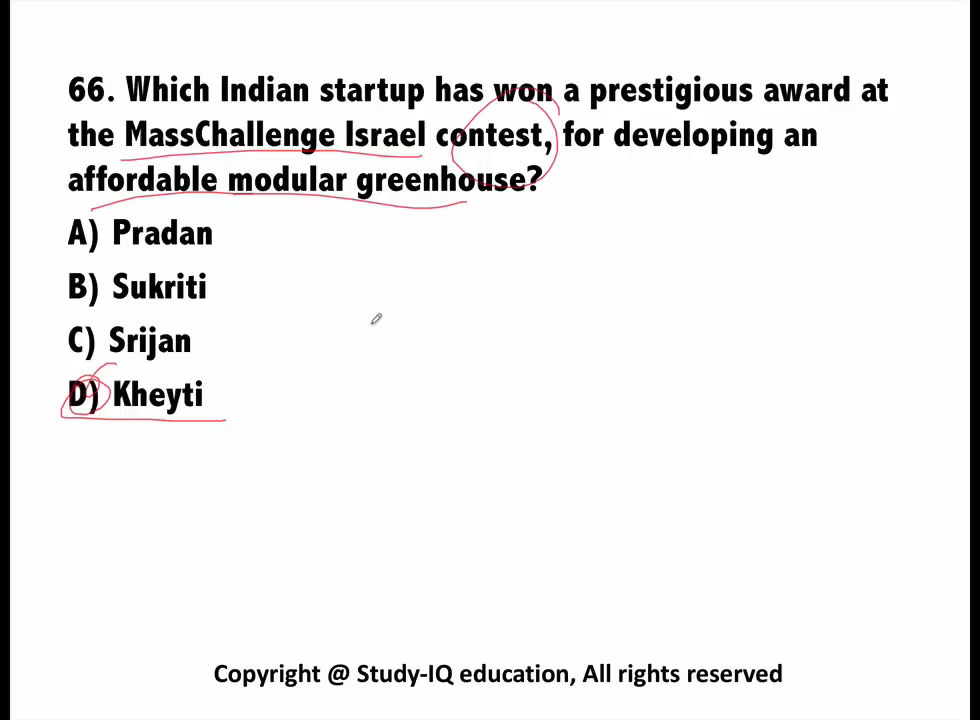 66. Which Indian startup has won a prestigious award at
the MassChallenge Israel contest, for developing an
affordable modular greenhouse?
A) Pradan
B) Sukriti
C) Srijan
D) Kheyti
Copyright @ Study-IQ education, All rights reserved